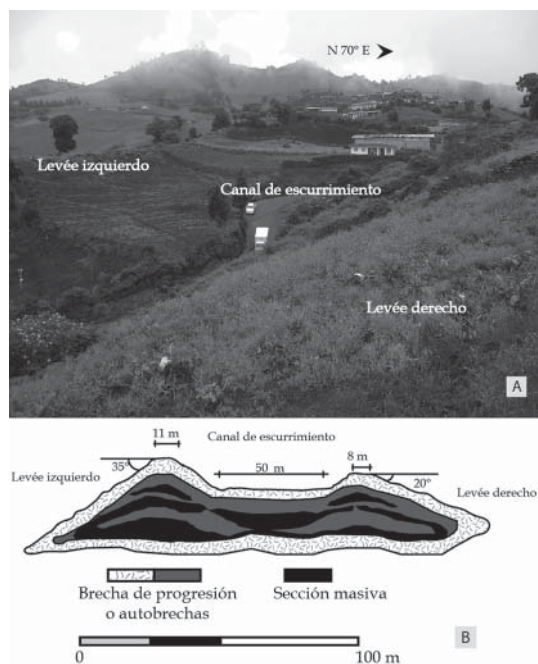 N 70° E
Levée izquierdo
Canal de escurrimiento
Levée derecho
A
11 m
Canal de escurrimiento
8 m
35°
50 m
20°
Levée izquierdo
Levée derecho
Brecha de progresión
o autobrechas
Sección masiva
B
0
100 m